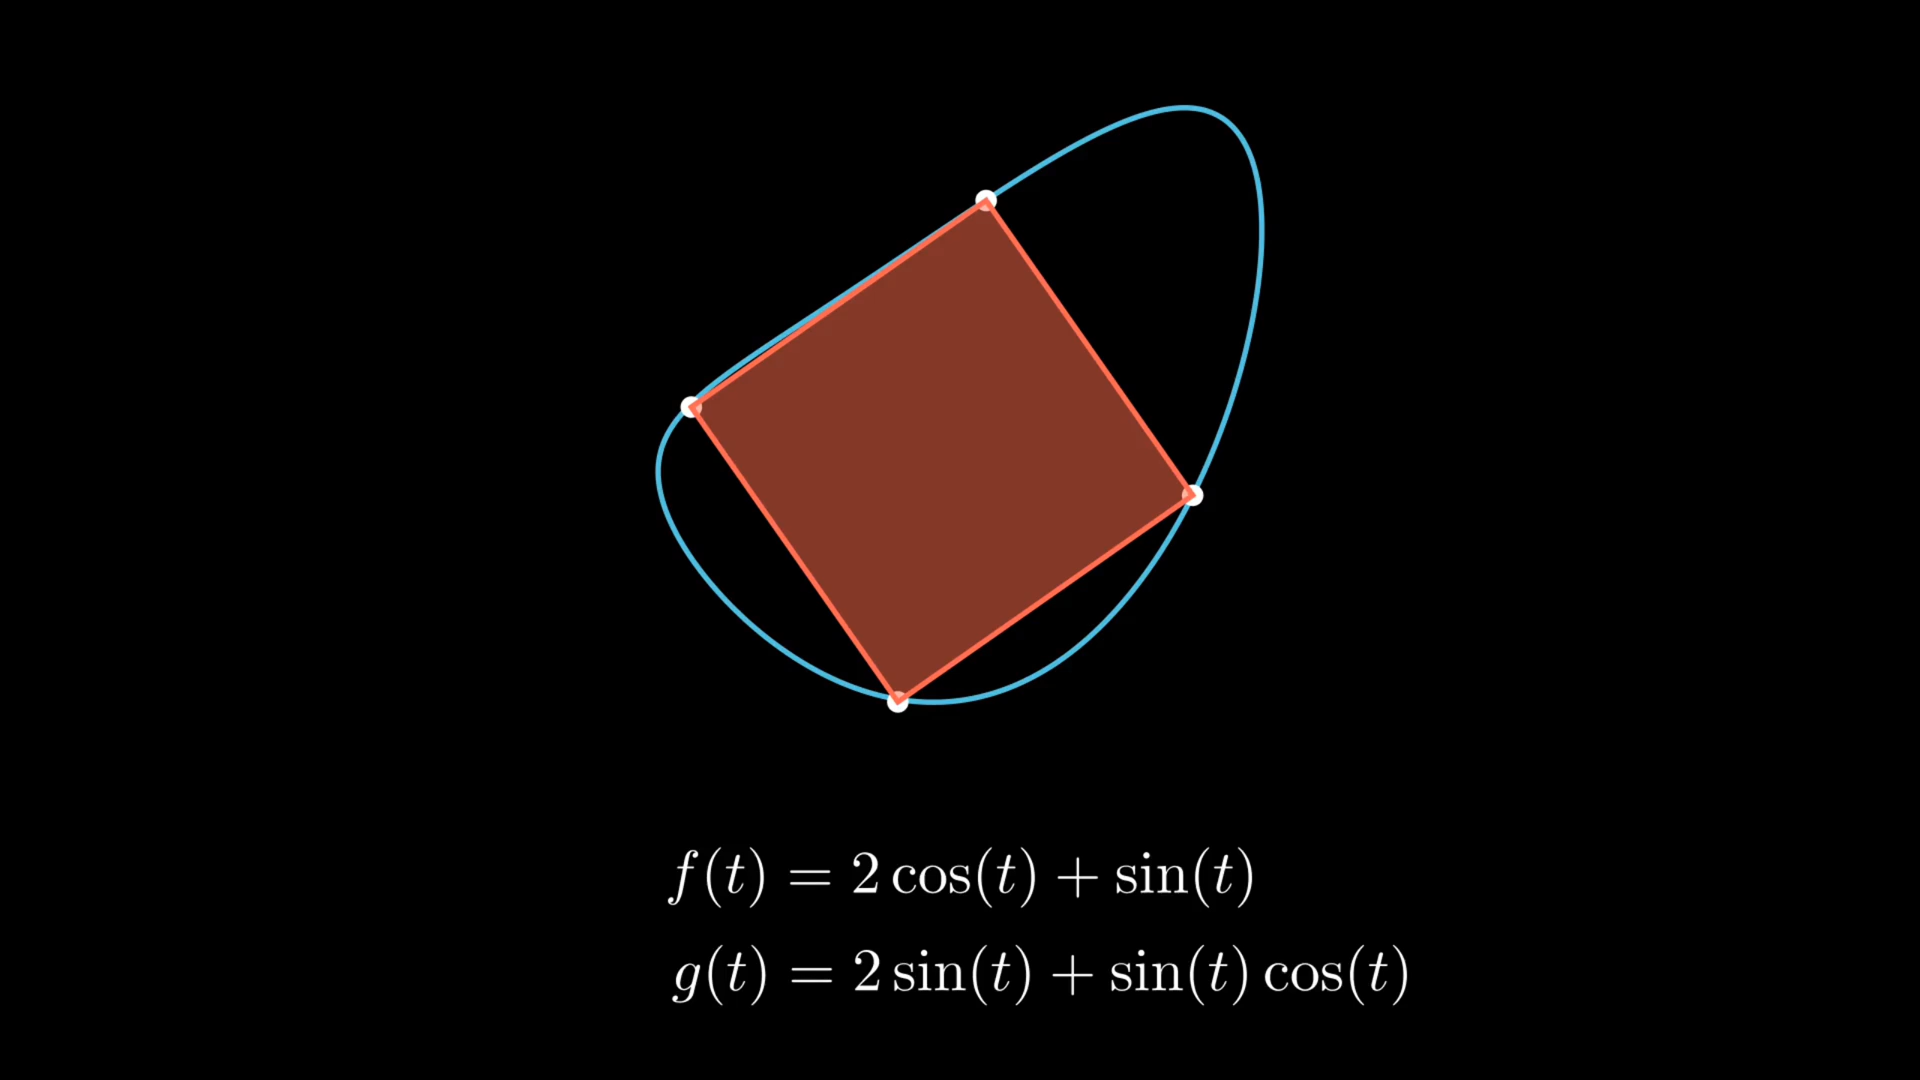 f(t) = 2 cos(t) + sin(t)
g(t) = 2 sin(t) + sin(t) cos(t)